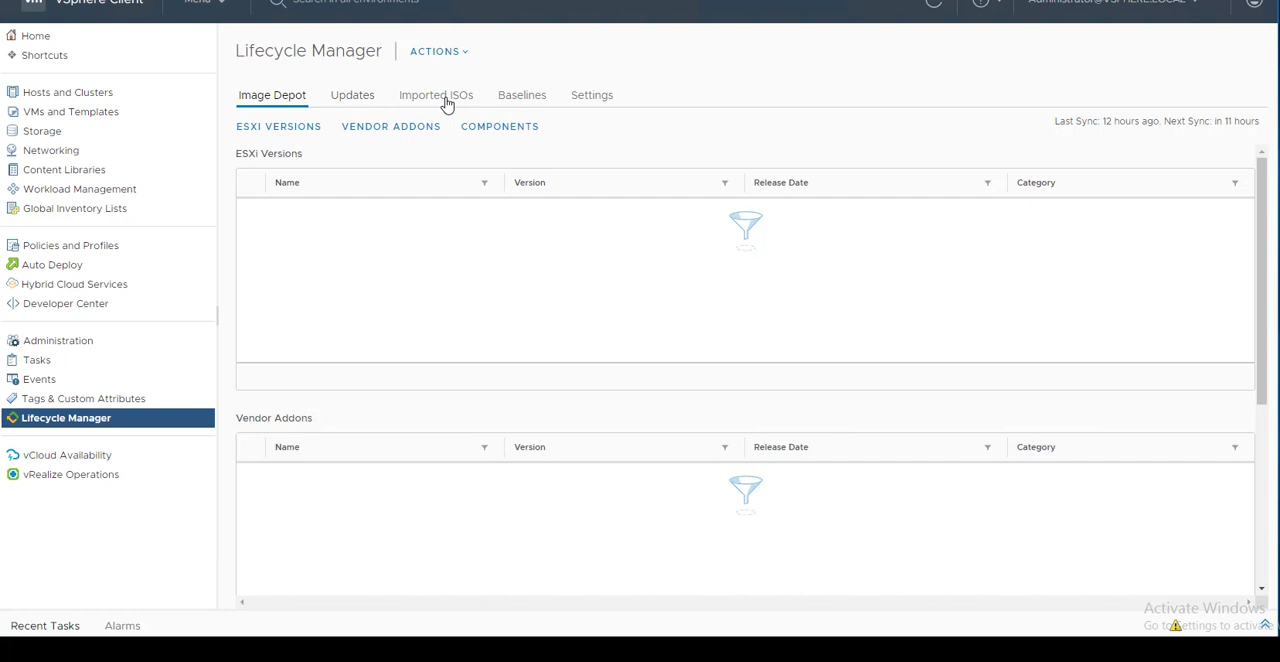 vm vSphere Client Menu Search in all environments Administrator@VSPHERE.LOCAL
Home
Shortcuts
Hosts and Clusters
VMs and Templates
Storage
Networking
Content Libraries
Workload Management
Global Inventory Lists
Policies and Profiles
Auto Deploy
Hybrid Cloud Services
Developer Center
Administration
Tasks
Events
Tags & Custom Attributes
Lifecycle Manager
vCloud Availability
vRealize Operations
Lifecycle Manager ACTIONS
Image Depot Updates Imported ISOs Baselines Settings
ESXI VERSIONS VENDOR ADDONS COMPONENTS
Last Sync: 12 hours ago. Next Sync: in 11 hours
ESXi Versions
Name Version Release Date Category
Vendor Addons
Name Version Release Date Category
Activate Windows
Go to Settings to activate
Recent Tasks Alarms